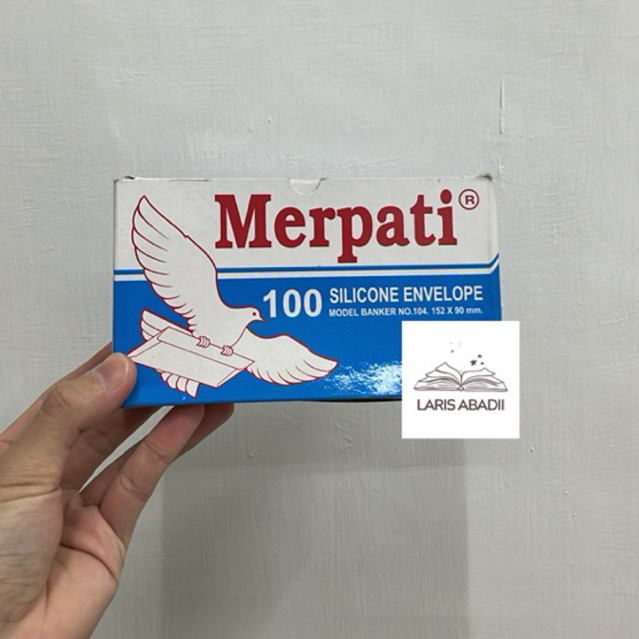 Merpati®
100 SILICONE ENVELOPE
MODEL BANKER NO.104. 152 X 90 mm.
LARIS ABADII